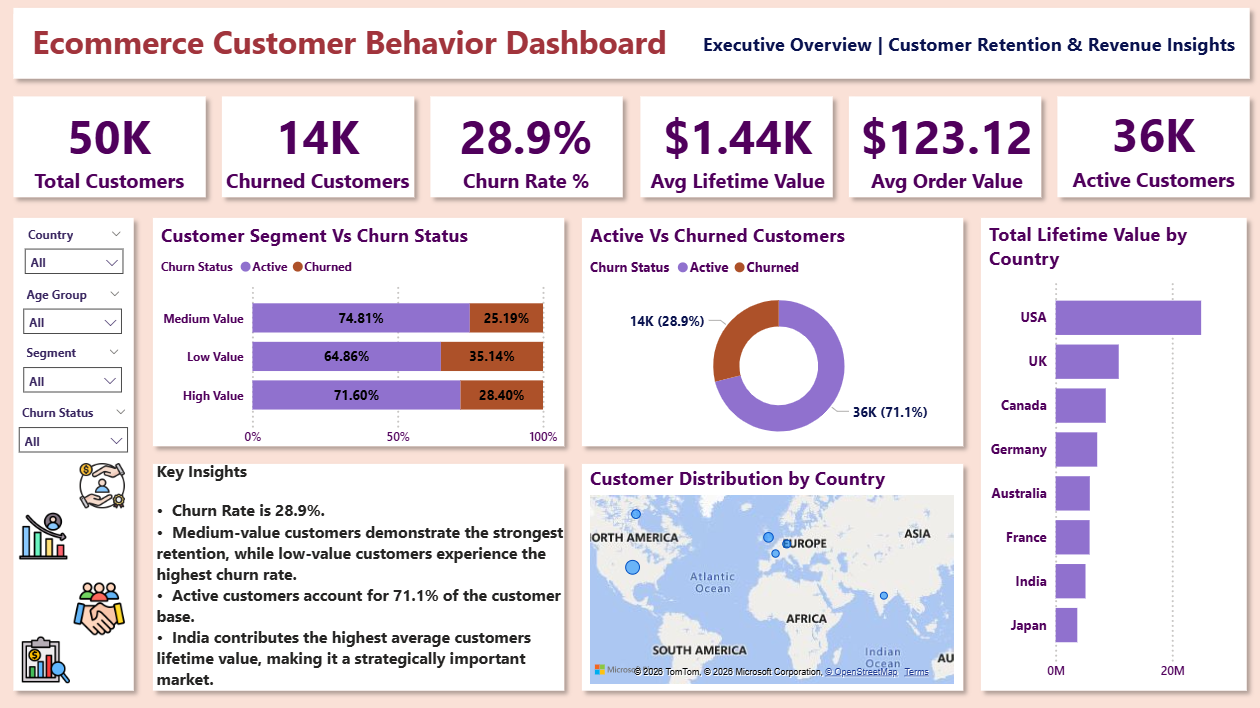 Ecommerce Customer Behavior Dashboard
Executive Overview | Customer Retention & Revenue Insights
50K
Total Customers
14K
Churned Customers
28.9%
Churn Rate %
$1.44K
Avg Lifetime Value
$123.12
Avg Order Value
36K
Active Customers
Country
All
Age Group
All
Segment
All
Churn Status
All
Customer Segment Vs Churn Status
Churn Status Active Churned
Medium Value 74.81% 25.19%
Low Value 64.86% 35.14%
High Value 71.60% 28.40%
0% 50% 100%
Active Vs Churned Customers
Churn Status Active Churned
14K (28.9%)
36K (71.1%)
Total Lifetime Value by
Country
USA
UK
Canada
Germany
Australia
France
India
Japan
0M 20M
Key Insights
• Churn Rate is 28.9%.
• Medium-value customers demonstrate the strongest
retention, while low-value customers experience the
highest churn rate.
• Active customers account for 71.1% of the customer
base.
• India contributes the highest average customers
lifetime value, making it a strategically important
market.
Customer Distribution by Country
ORTH AMERICA
EUROPE
ASIA
Atlantic
Ocean
AFRICA
SOUTH AMERICA
Indian
Ocean
AU
© 2026 TomTom, © 2026 Microsoft Corporation, © OpenStreetMap Terms